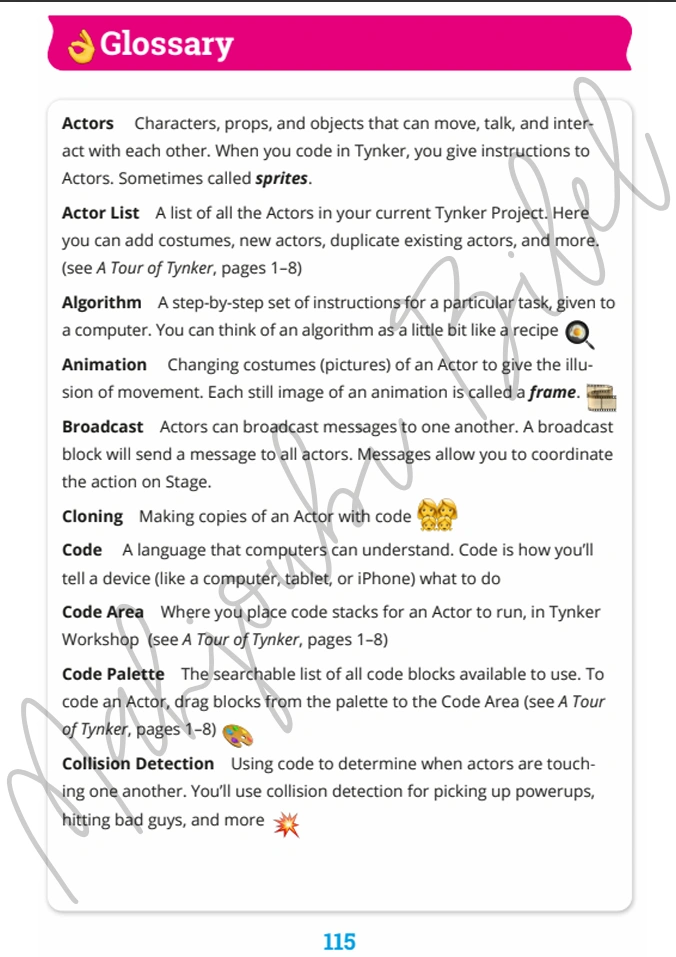 👌 Glossary
Actors Characters, props, and objects that can move, talk, and inter-
act with each other. When you code in Tynker, you give instructions to
Actors. Sometimes called sprites.
Actor List A list of all the Actors in your current Tynker Project. Here
you can add costumes, new actors, duplicate existing actors, and more.
(see A Tour of Tynker, pages 1–8)
Algorithm A step-by-step set of instructions for a particular task, given to
a computer. You can think of an algorithm as a little bit like a recipe 🍳
Animation Changing costumes (pictures) of an Actor to give the illu-
sion of movement. Each still image of an animation is called a frame. 🎞️
Broadcast Actors can broadcast messages to one another. A broadcast
block will send a message to all actors. Messages allow you to coordinate
the action on Stage.
Cloning Making copies of an Actor with code
Code A language that computers can understand. Code is how you’ll
tell a device (like a computer, tablet, or iPhone) what to do
Code Area Where you place code stacks for an Actor to run, in Tynker
Workshop (see A Tour of Tynker, pages 1–8)
Code Palette The searchable list of all code blocks available to use. To
code an Actor, drag blocks from the palette to the Code Area (see A Tour
of Tynker, pages 1–8) 🎨
Collision Detection Using code to determine when actors are touch-
ing one another. You’ll use collision detection for picking up powerups,
hitting bad guys, and more 💥
115
Mahjoubi Bilel